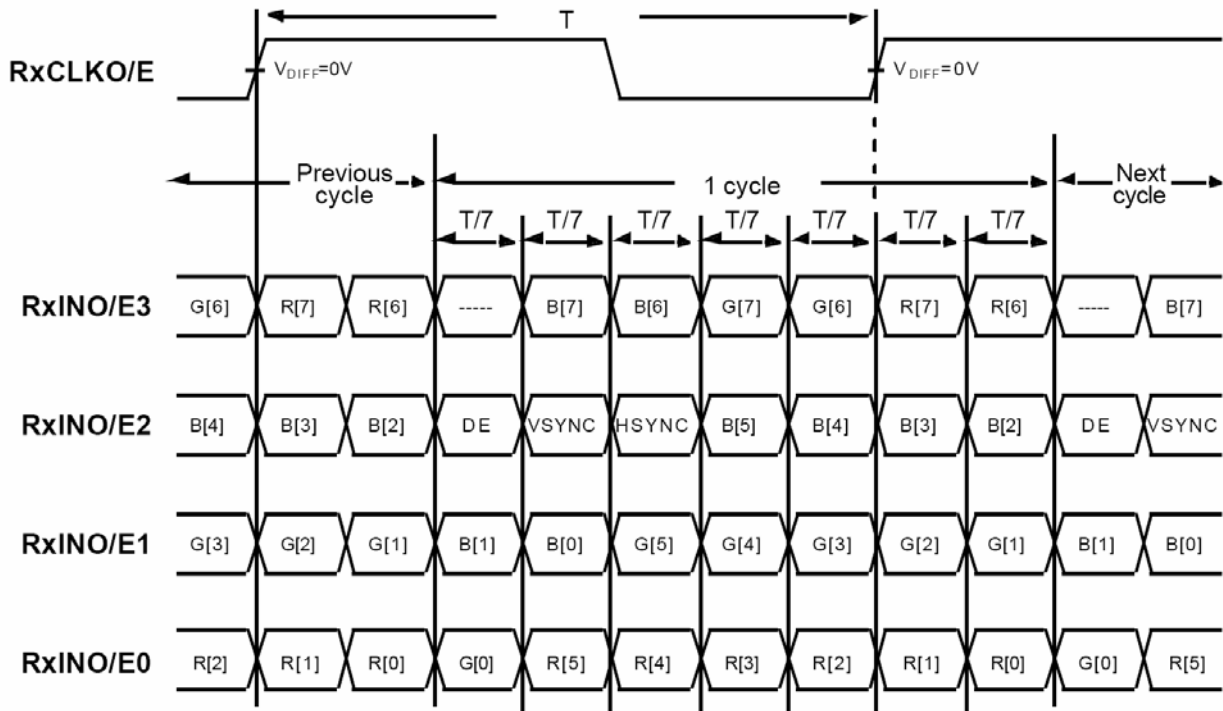 T
RxCLKO/E VDIFF=0V VDIFF=0V
Previous cycle 1 cycle Next cycle
T/7 T/7 T/7 T/7 T/7 T/7 T/7
RxINO/E3 G[6] R[7] R[6] ----- B[7] B[6] G[7] G[6] R[7] R[6] ----- B[7]
RxINO/E2 B[4] B[3] B[2] DE VSYNC HSYNC B[5] B[4] B[3] B[2] DE VSYNC
RxINO/E1 G[3] G[2] G[1] B[1] B[0] G[5] G[4] G[3] G[2] G[1] B[1] B[0]
RxINO/E0 R[2] R[1] R[0] G[0] R[5] R[4] R[3] R[2] R[1] R[0] G[0] R[5]